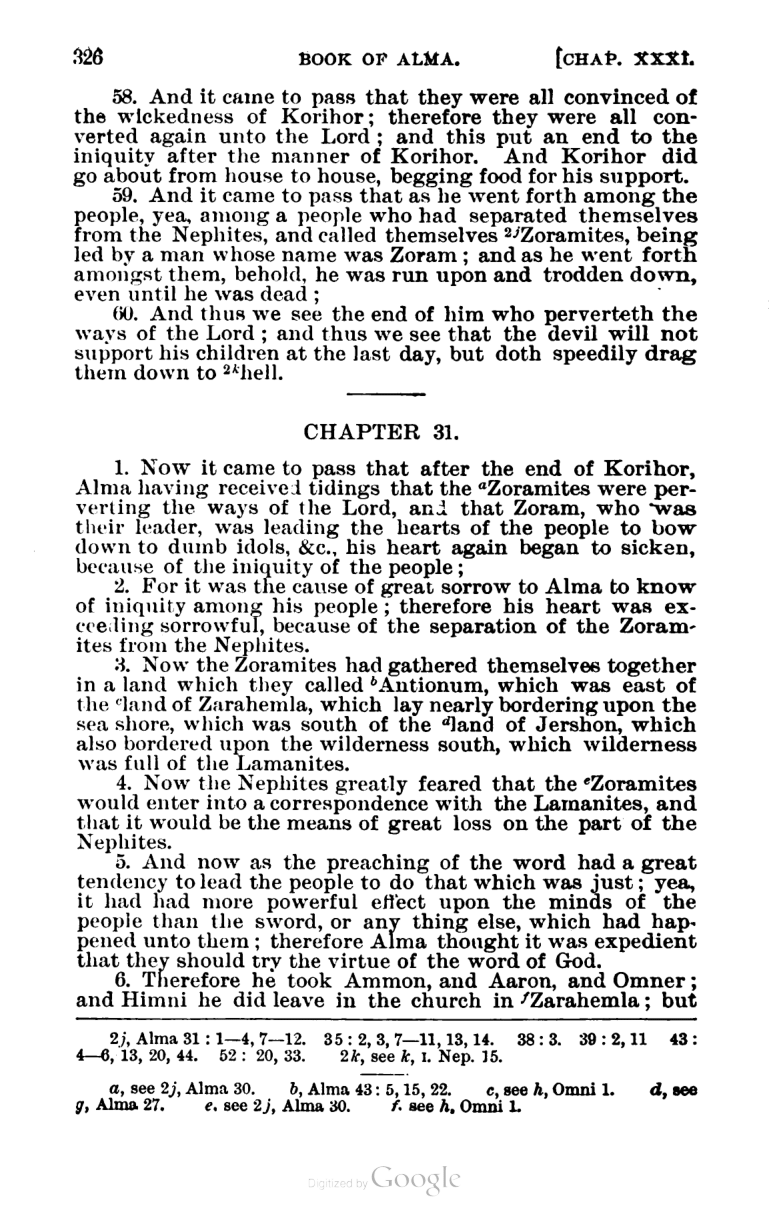 326 BOOK OF ALMA. [CHAP. XXXI.
58. And it came to pass that they were all convinced of
the wickedness of Korihor; therefore they were all con-
verted again unto the Lord; and this put an end to the
iniquity after the manner of Korihor. And Korihor did
go about from house to house, begging food for his support.
59. And it came to pass that as he went forth among the
people, yea, among a people who had separated themselves
from the Nephites, and called themselves 2jZoramites, being
led by a man whose name was Zoram; and as he went forth
amongst them, behold, he was run upon and trodden down,
even until he was dead;
60. And thus we see the end of him who perverteth the
ways of the Lord; and thus we see that the devil will not
support his children at the last day, but doth speedily drag
them down to 2khell.
CHAPTER 31.
1. Now it came to pass that after the end of Korihor,
Alma having received tidings that the aZoramites were per-
verting the ways of the Lord, and that Zoram, who was
their leader, was leading the hearts of the people to bow
down to dumb idols, &c., his heart again began to sicken,
because of the iniquity of the people;
2. For it was the cause of great sorrow to Alma to know
of iniquity among his people; therefore his heart was ex-
ceeding sorrowful, because of the separation of the Zoram-
ites from the Nephites.
3. Now the Zoramites had gathered themselves together
in a land which they called bAntionum, which was east of
the cland of Zarahemla, which lay nearly bordering upon the
sea shore, which was south of the dland of Jershon, which
also bordered upon the wilderness south, which wilderness
was full of the Lamanites.
4. Now the Nephites greatly feared that the eZoramites
would enter into a correspondence with the Lamanites, and
that it would be the means of great loss on the part of the
Nephites.
5. And now as the preaching of the word had a great
tendency to lead the people to do that which was just; yea,
it had had more powerful effect upon the minds of the
people than the sword, or any thing else, which had hap-
pened unto them; therefore Alma thought it was expedient
that they should try the virtue of the word of God.
6. Therefore he took Ammon, and Aaron, and Omner;
and Himni he did leave in the church in fZarahemla; but
2j, Alma 31:1—4, 7—12. 35:2, 3, 7—11, 13, 14. 38:3. 39:2, 11 43:
4—6, 13, 20, 44. 52: 20, 33. 2k, see k, I. Nep. 15.
a, see 2j, Alma 30. b, Alma 43:5, 15, 22. c, see h, Omni 1. d, see
g, Alma 27. e. see 2j, Alma 30. f. see h, Omni 1.
Digitized by Google